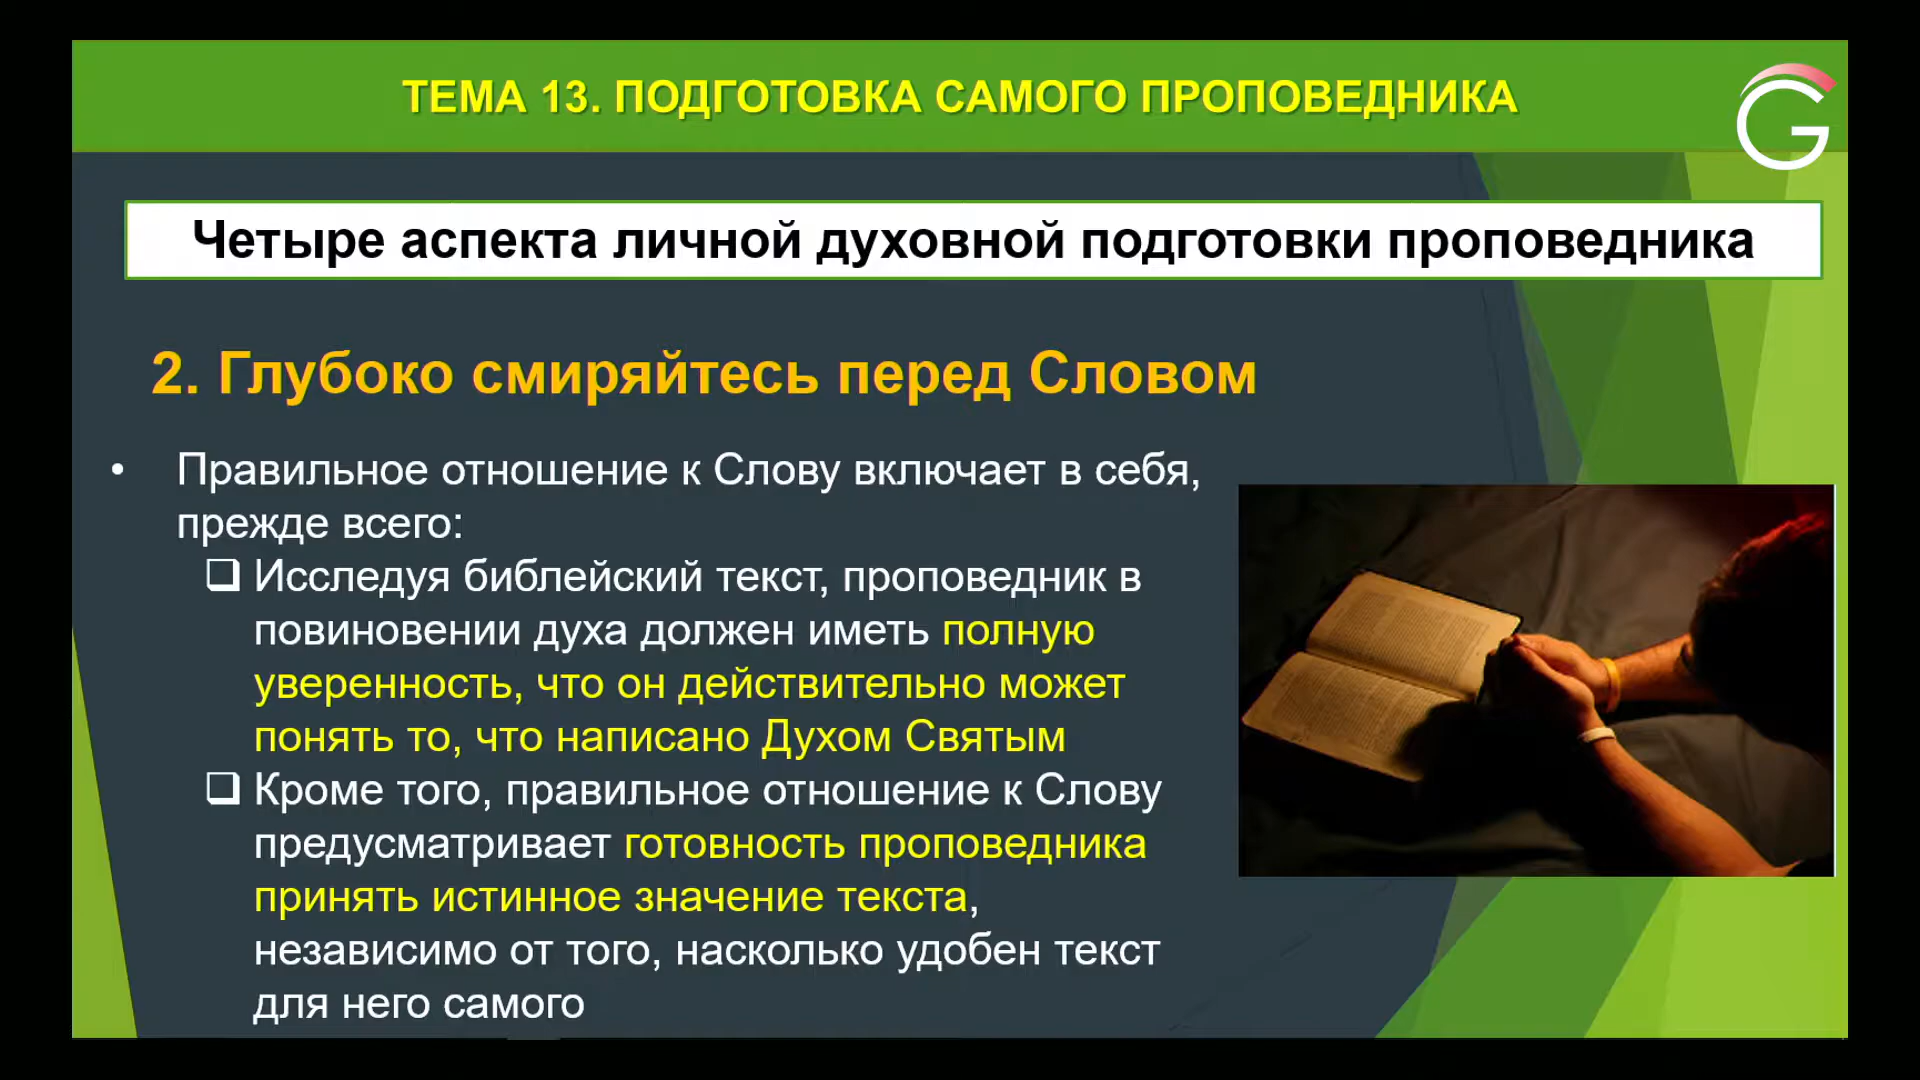 ТЕМА 13. ПОДГОТОВКА САМОГО ПРОПОВЕДНИКА
G
Четыре аспекта личной духовной подготовки проповедника
2. Глубоко смиряйтесь перед Словом
• Правильное отношение к Слову включает в себя,
прежде всего:
❑ Исследуя библейский текст, проповедник в
повиновении духа должен иметь полную
уверенность, что он действительно может
понять то, что написано Духом Святым
❑ Кроме того, правильное отношение к Слову
предусматривает готовность проповедника
принять истинное значение текста,
независимо от того, насколько удобен текст
для него самого